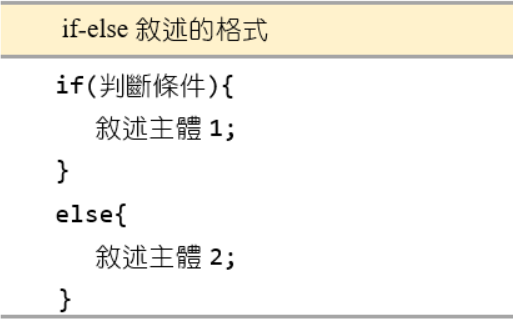 if-else 敘述的格式
if(判斷條件){
敘述主體 1;
}
else{
敘述主體 2;
}